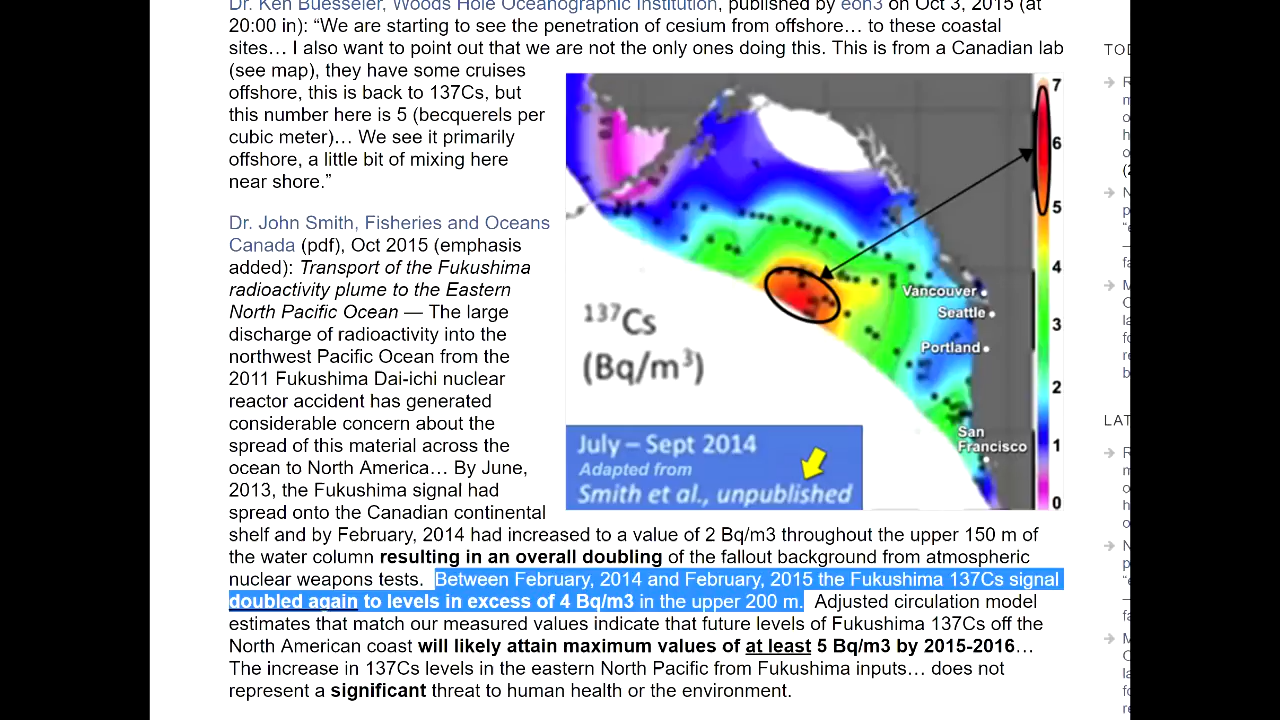 Dr. Ken Buesseler, Woods Hole Oceanographic Institution, published by eon3 on Oct 3, 2015 (at
20:00 in): “We are starting to see the penetration of cesium from offshore… to these coastal
sites… I also want to point out that we are not the only ones doing this. This is from a Canadian lab
(see map), they have some cruises
offshore, this is back to 137Cs, but
this number here is 5 (becquerels per
cubic meter)… We see it primarily
offshore, a little bit of mixing here
near shore.”
Dr. John Smith, Fisheries and Oceans
Canada (pdf), Oct 2015 (emphasis
added): Transport of the Fukushima
radioactivity plume to the Eastern
North Pacific Ocean — The large
discharge of radioactivity into the
northwest Pacific Ocean from the
2011 Fukushima Dai-ichi nuclear
reactor accident has generated
considerable concern about the
spread of this material across the
ocean to North America… By June,
2013, the Fukushima signal had
spread onto the Canadian continental
shelf and by February, 2014 had increased to a value of 2 Bq/m3 throughout the upper 150 m of
the water column resulting in an overall doubling of the fallout background from atmospheric
nuclear weapons tests. Between February, 2014 and February, 2015 the Fukushima 137Cs signal
doubled again to levels in excess of 4 Bq/m3 in the upper 200 m. Adjusted circulation model
estimates that match our measured values indicate that future levels of Fukushima 137Cs off the
North American coast will likely attain maximum values of at least 5 Bq/m3 by 2015-2016…
The increase in 137Cs levels in the eastern North Pacific from Fukushima inputs… does not
represent a significant threat to human health or the environment.
137Cs
(Bq/m3)
July – Sept 2014
Adapted from
Smith et al., unpublished
Vancouver
Seattle
Portland
San
Francisco
7
6
5
4
3
2
1
0